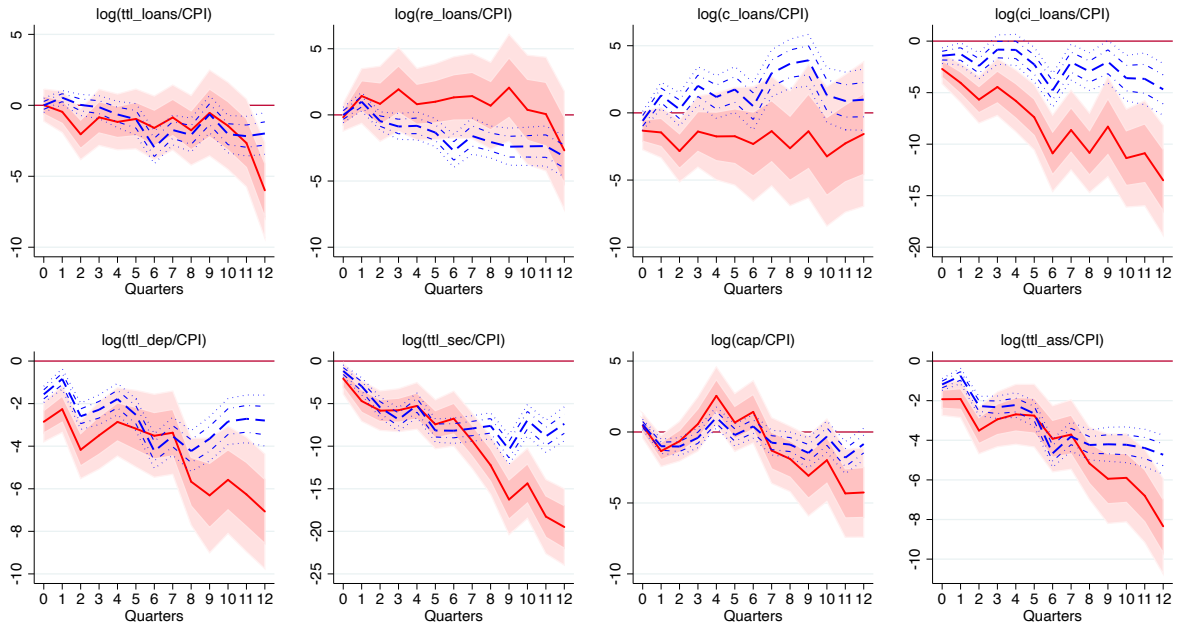 log(ttl_loans/CPI)
5
0
-5
-10
0 1 2 3 4 5 6 7 8 9 10 11 12
Quarters
log(re_loans/CPI)
5
0
-5
-10
0 1 2 3 4 5 6 7 8 9 10 11 12
Quarters
log(c_loans/CPI)
5
0
-5
-10
0 1 2 3 4 5 6 7 8 9 10 11 12
Quarters
log(ci_loans/CPI)
0
-5
-10
-15
-20
0 1 2 3 4 5 6 7 8 9 10 11 12
Quarters
log(ttl_dep/CPI)
0
-2
-4
-6
-8
-10
0 1 2 3 4 5 6 7 8 9 10 11 12
Quarters
log(ttl_sec/CPI)
0
-5
-10
-15
-20
-25
0 1 2 3 4 5 6 7 8 9 10 11 12
Quarters
log(cap/CPI)
5
0
-5
-10
0 1 2 3 4 5 6 7 8 9 10 11 12
Quarters
log(ttl_ass/CPI)
0
-2
-4
-6
-8
-10
0 1 2 3 4 5 6 7 8 9 10 11 12
Quarters